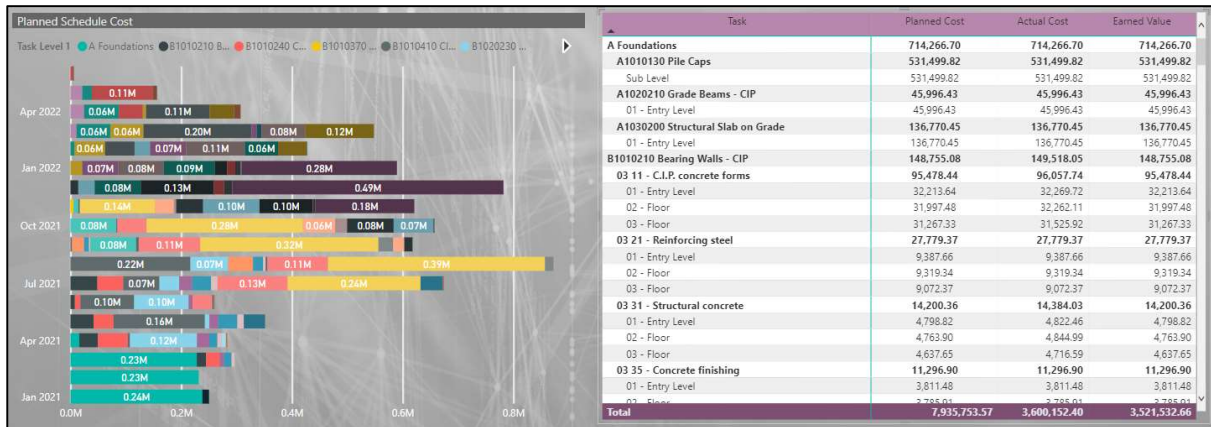 Planned Schedule Cost
Task Level 1 A Foundations B1010210 B... B1010240 C... B1010370 ... B1010410 Cl... B1020230 ...
0.11M
Apr 2022 0.06M 0.11M
0.06M 0.06M 0.20M 0.08M 0.12M
0.06M 0.07M 0.11M 0.06M
Jan 2022 0.07M 0.08M 0.09M 0.28M
0.08M 0.13M 0.49M
0.14M 0.10M 0.10M 0.18M
Oct 2021 0.08M 0.28M 0.06M 0.08M 0.07M
0.08M 0.11M 0.32M
0.22M 0.07M 0.11M 0.39M
Jul 2021 0.07M 0.13M 0.24M
0.10M 0.10M
0.16M
Apr 2021 0.12M
0.23M
0.23M
Jan 2021 0.24M
0.0M 0.2M 0.4M 0.6M 0.8M
Task Planned Cost Actual Cost Earned Value
A Foundations 714,266.70 714,266.70 714,266.70
A1010130 Pile Caps 531,499.82 531,499.82 531,499.82
Sub Level 531,499.82 531,499.82 531,499.82
A1020210 Grade Beams - CIP 45,996.43 45,996.43 45,996.43
01 - Entry Level 45,996.43 45,996.43 45,996.43
A1030200 Structural Slab on Grade 136,770.45 136,770.45 136,770.45
01 - Entry Level 136,770.45 136,770.45 136,770.45
B1010210 Bearing Walls - CIP 148,755.08 149,518.05 148,755.08
03 11 - C.I.P. concrete forms 95,478.44 96,057.74 95,478.44
01 - Entry Level 32,213.64 32,269.72 32,213.64
02 - Floor 31,997.48 32,262.11 31,997.48
03 - Floor 31,267.33 31,525.92 31,267.33
03 21 - Reinforcing steel 27,779.37 27,779.37 27,779.37
01 - Entry Level 9,387.66 9,387.66 9,387.66
02 - Floor 9,319.34 9,319.34 9,319.34
03 - Floor 9,072.37 9,072.37 9,072.37
03 31 - Structural concrete 14,200.36 14,384.03 14,200.36
01 - Entry Level 4,798.82 4,822.46 4,798.82
02 - Floor 4,763.90 4,844.99 4,763.90
03 - Floor 4,637.65 4,716.59 4,637.65
03 35 - Concrete finishing 11,296.90 11,296.90 11,296.90
01 - Entry Level 3,811.48 3,811.48 3,811.48
02 - Floor 3,785.91 3,785.91 3,785.91
Total 7,935,753.57 3,600,152.40 3,521,532.66